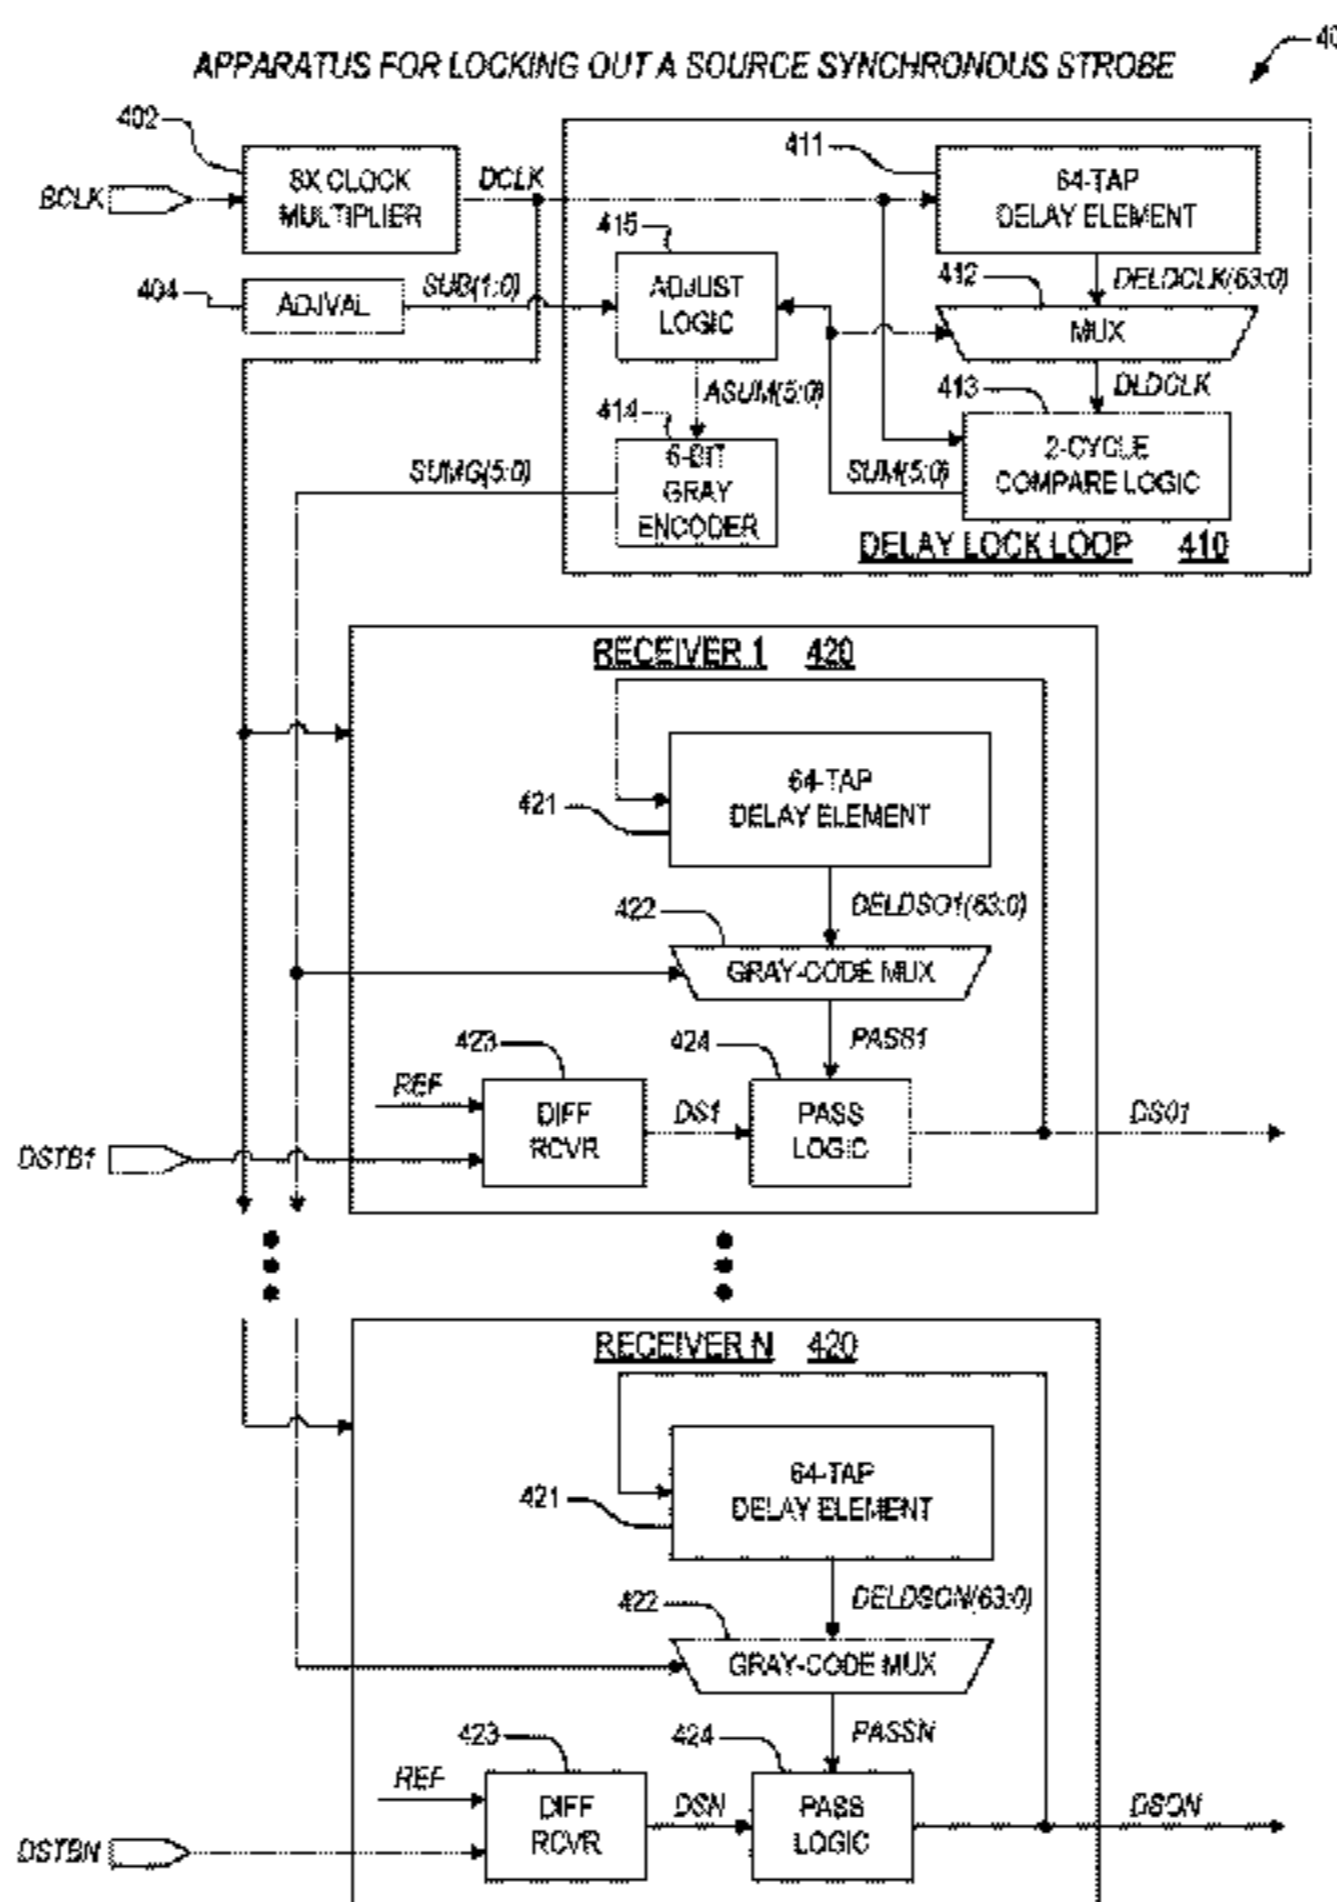 40
APPARATUS FOR LOCKING OUT A SOURCE SYNCHRONOUS STROBE
402
BCLK
8X CLOCK
MULTIPLIER
DCLK
411
64-TAP
DELAY ELEMENT
415
404
ADJVAL
SUB(1:0)
ADJUST
LOGIC
412
DELDCLK(63:0)
MUX
ASUM(5:0)
413
DLDCLK
414
SUMG(5:0)
6-BIT
GRAY
ENCODER
SUM(5:0)
2-CYCLE
COMPARE LOGIC
DELAY LOCK LOOP 410
RECEIVER 1 420
64-TAP
DELAY ELEMENT
421
DELDSO1(63:0)
422
GRAY-CODE MUX
PASS1
423
424
REF
DIFF
RCVR
DS1
PASS
LOGIC
DSO1
DSTB1
RECEIVER N 420
64-TAP
DELAY ELEMENT
421
DELDSON(63:0)
422
GRAY-CODE MUX
PASSN
423
424
REF
DIFF
RCVR
DSN
PASS
LOGIC
DSON
DSTBN